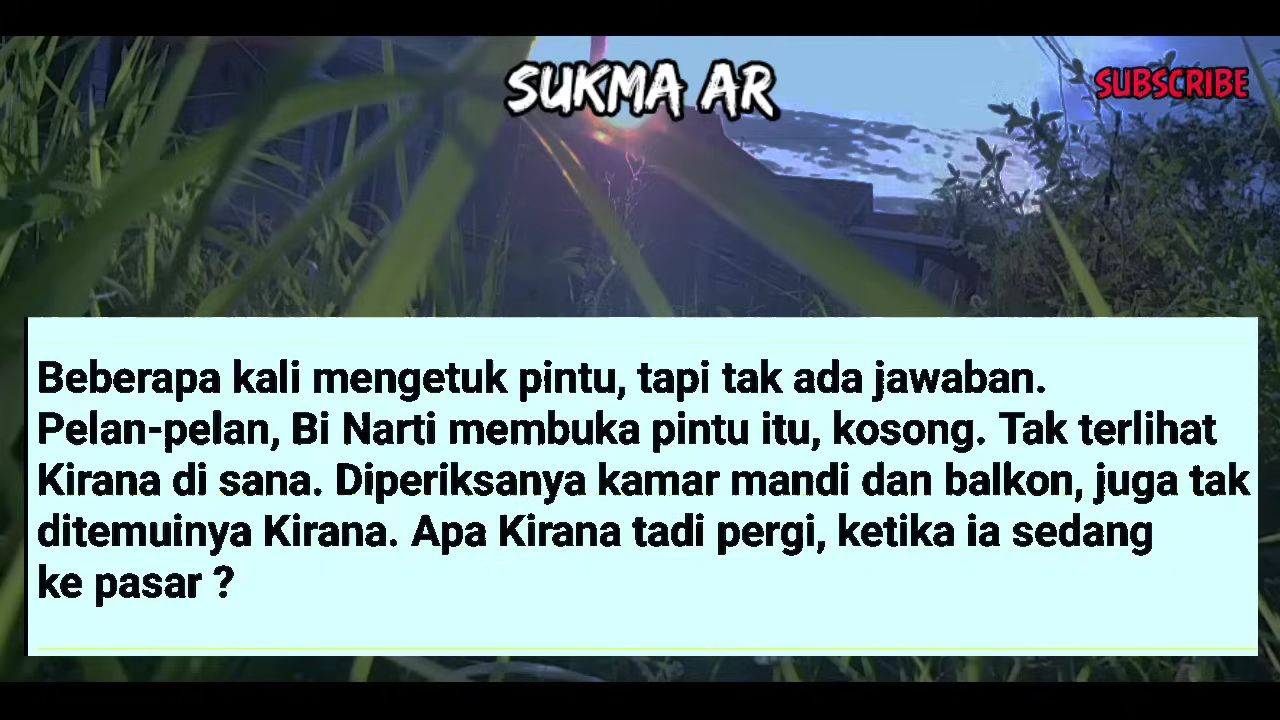 SUKMA AR
SUBSCRIBE
Beberapa kali mengetuk pintu, tapi tak ada jawaban.
Pelan-pelan, Bi Narti membuka pintu itu, kosong. Tak terlihat
Kirana di sana. Diperiksanya kamar mandi dan balkon, juga tak
ditemuinya Kirana. Apa Kirana tadi pergi, ketika ia sedang
ke pasar ?